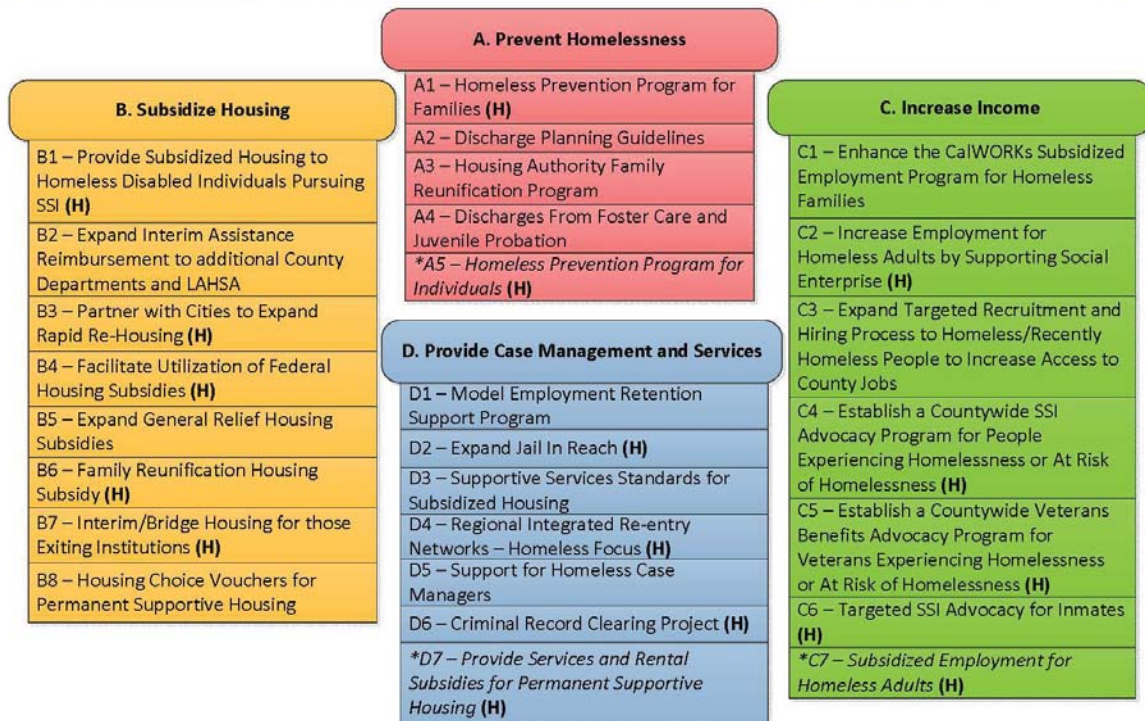 A. Prevent Homelessness
A1 – Homeless Prevention Program for
Families (H)
A2 – Discharge Planning Guidelines
A3 – Housing Authority Family
Reunification Program
A4 – Discharges From Foster Care and
Juvenile Probation
*A5 – Homeless Prevention Program for
Individuals (H)
B. Subsidize Housing
B1 – Provide Subsidized Housing to
Homeless Disabled Individuals Pursuing
SSI (H)
B2 – Expand Interim Assistance
Reimbursement to additional County
Departments and LAHSA
B3 – Partner with Cities to Expand
Rapid Re-Housing (H)
B4 – Facilitate Utilization of Federal
Housing Subsidies (H)
B5 – Expand General Relief Housing
Subsidies
B6 – Family Reunification Housing
Subsidy (H)
B7 – Interim/Bridge Housing for those
Exiting Institutions (H)
B8 – Housing Choice Vouchers for
Permanent Supportive Housing
C. Increase Income
C1 – Enhance the CalWORKs Subsidized
Employment Program for Homeless
Families
C2 – Increase Employment for
Homeless Adults by Supporting Social
Enterprise (H)
C3 – Expand Targeted Recruitment and
Hiring Process to Homeless/Recently
Homeless People to Increase Access to
County Jobs
C4 – Establish a Countywide SSI
Advocacy Program for People
Experiencing Homelessness or At Risk
of Homelessness (H)
C5 – Establish a Countywide Veterans
Benefits Advocacy Program for
Veterans Experiencing Homelessness
or At Risk of Homelessness (H)
C6 – Targeted SSI Advocacy for Inmates
(H)
*C7 – Subsidized Employment for
Homeless Adults (H)
D. Provide Case Management and Services
D1 – Model Employment Retention
Support Program
D2 – Expand Jail In Reach (H)
D3 – Supportive Services Standards for
Subsidized Housing
D4 – Regional Integrated Re-entry
Networks – Homeless Focus (H)
D5 – Support for Homeless Case
Managers
D6 – Criminal Record Clearing Project (H)
*D7 – Provide Services and Rental
Subsidies for Permanent Supportive
Housing (H)